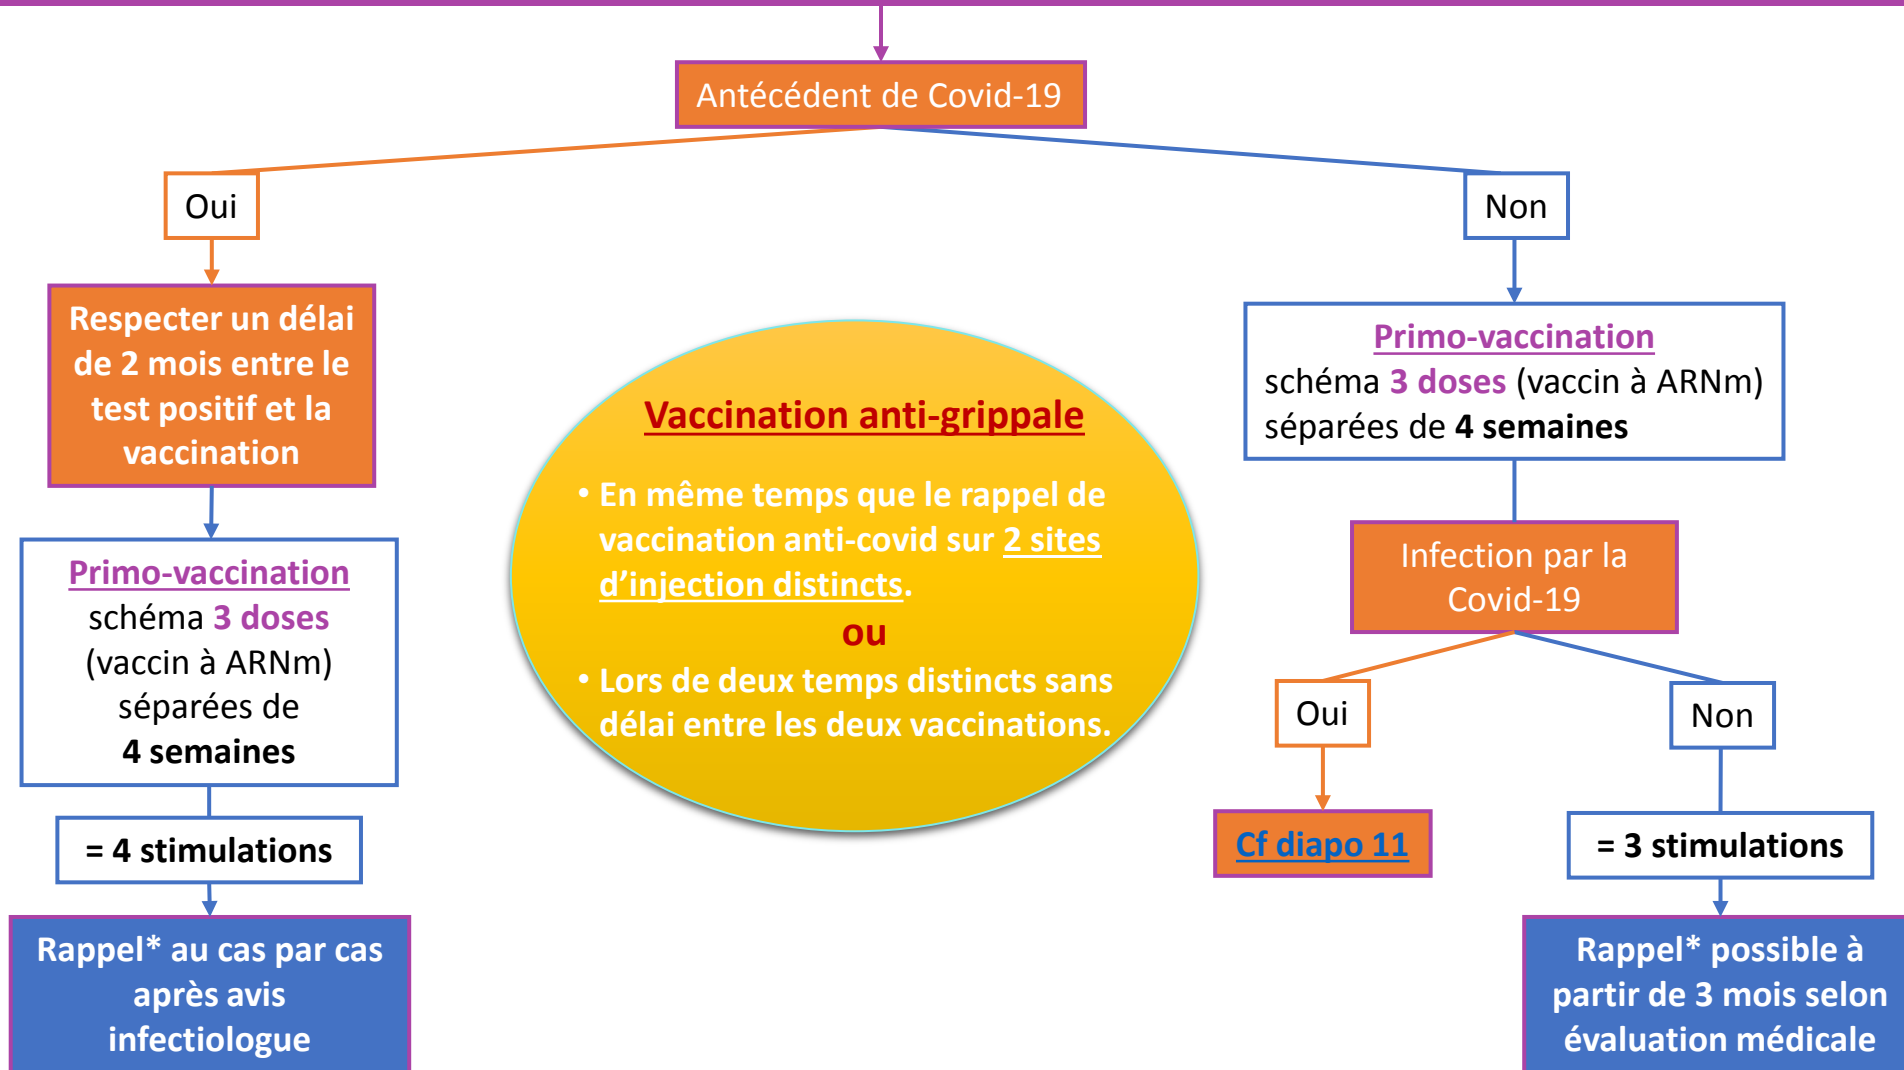 Antécédent de Covid-19
Oui
Respecter un délai
de 2 mois entre le
test positif et la
vaccination
Primo-vaccination
schéma 3 doses
(vaccin à ARNm)
séparées de
4 semaines
= 4 stimulations
Rappel* au cas par cas
après avis
infectiologue
Vaccination anti-grippale
• En même temps que le rappel de
vaccination anti-covid sur 2 sites
d’injection distincts.
ou
• Lors de deux temps distincts sans
délai entre les deux vaccinations.
Non
Primo-vaccination
schéma 3 doses (vaccin à ARNm)
séparées de 4 semaines
Infection par la
Covid-19
Oui
Cf diapo 11
Non
= 3 stimulations
Rappel* possible à
partir de 3 mois selon
évaluation médicale